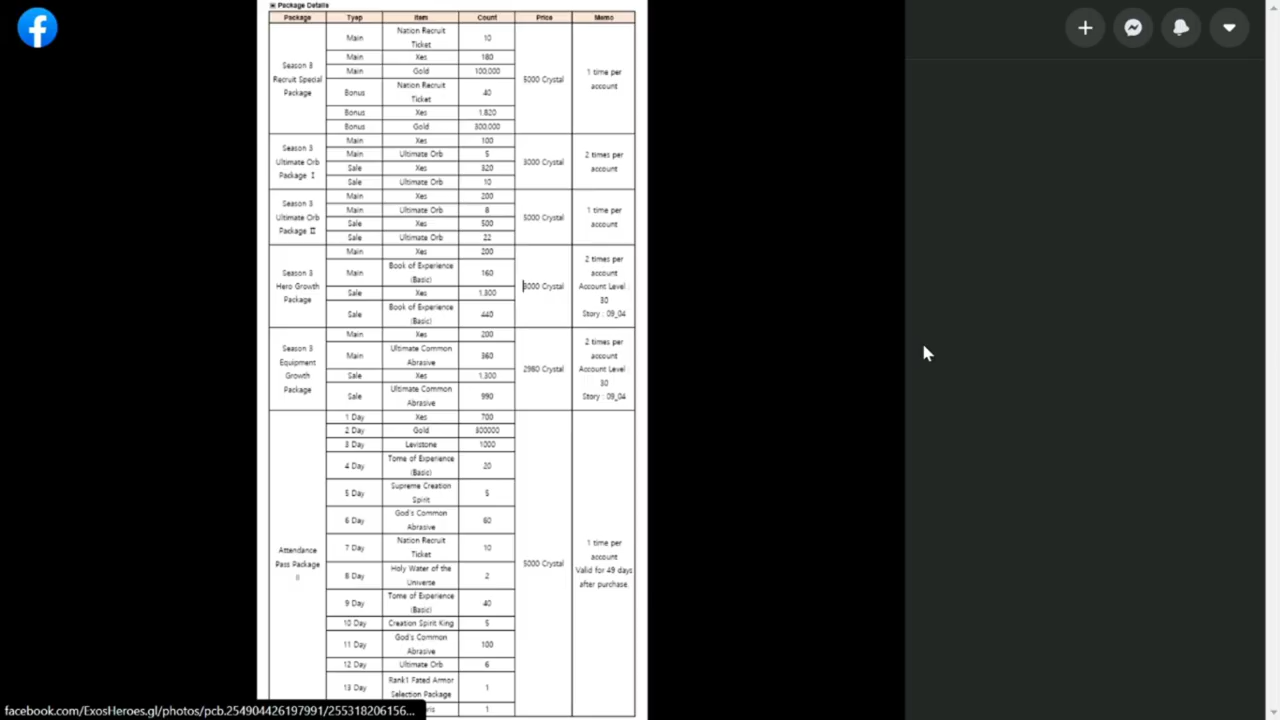 Package Details
Package Tyep Item Count Price Memo
Season 3
Recruit Special
Package
Main Nation Recruit
Ticket 10
Main Xes 180
Main Gold 100,000
Bonus Nation Recruit
Ticket 40
Bonus Xes 1,820
Bonus Gold 300,000
5000 Crystal
1 time per
account
Season 3
Ultimate Orb
Package Ⅰ
Main Xes 100
Main Ultimate Orb 5
Sale Xes 320
Sale Ultimate Orb 10
3000 Crystal
2 times per
account
Season 3
Ultimate Orb
Package Ⅱ
Main Xes 200
Main Ultimate Orb 8
Sale Xes 500
Sale Ultimate Orb 22
5000 Crystal
1 time per
account
Season 3
Hero Growth
Package
Main Xes 200
Main Book of Experience
(Basic) 160
Sale Xes 1,300
Sale Book of Experience
(Basic) 440
3000 Crystal
2 times per
account
Account Level :
30
Story : 09_04
Season 3
Equipment
Growth
Package
Main Xes 200
Main Ultimate Common
Abrasive 360
Sale Xes 1,300
Sale Ultimate Common
Abrasive 990
2980 Crystal
2 times per
account
Account Level :
30
Story : 09_04
Attendance
Pass Package
Ⅱ
1 Day Xes 700
2 Day Gold 300000
3 Day Levistone 1000
4 Day Tome of Experience
(Basic) 20
5 Day Supreme Creation
Spirit 5
6 Day God's Common
Abrasive 60
7 Day Nation Recruit
Ticket 10
8 Day Holy Water of the
Universe 2
9 Day Tome of Experience
(Basic) 40
10 Day Creation Spirit King 5
11 Day God's Common
Abrasive 100
12 Day Ultimate Orb 6
13 Day Rank1 Fated Armor
Selection Package 1
1
5000 Crystal
1 time per
account
Valid for 49 days
after purchase.
facebook.com/ExosHeroes.gl/photos/pcb.254904426197991/255318206156...